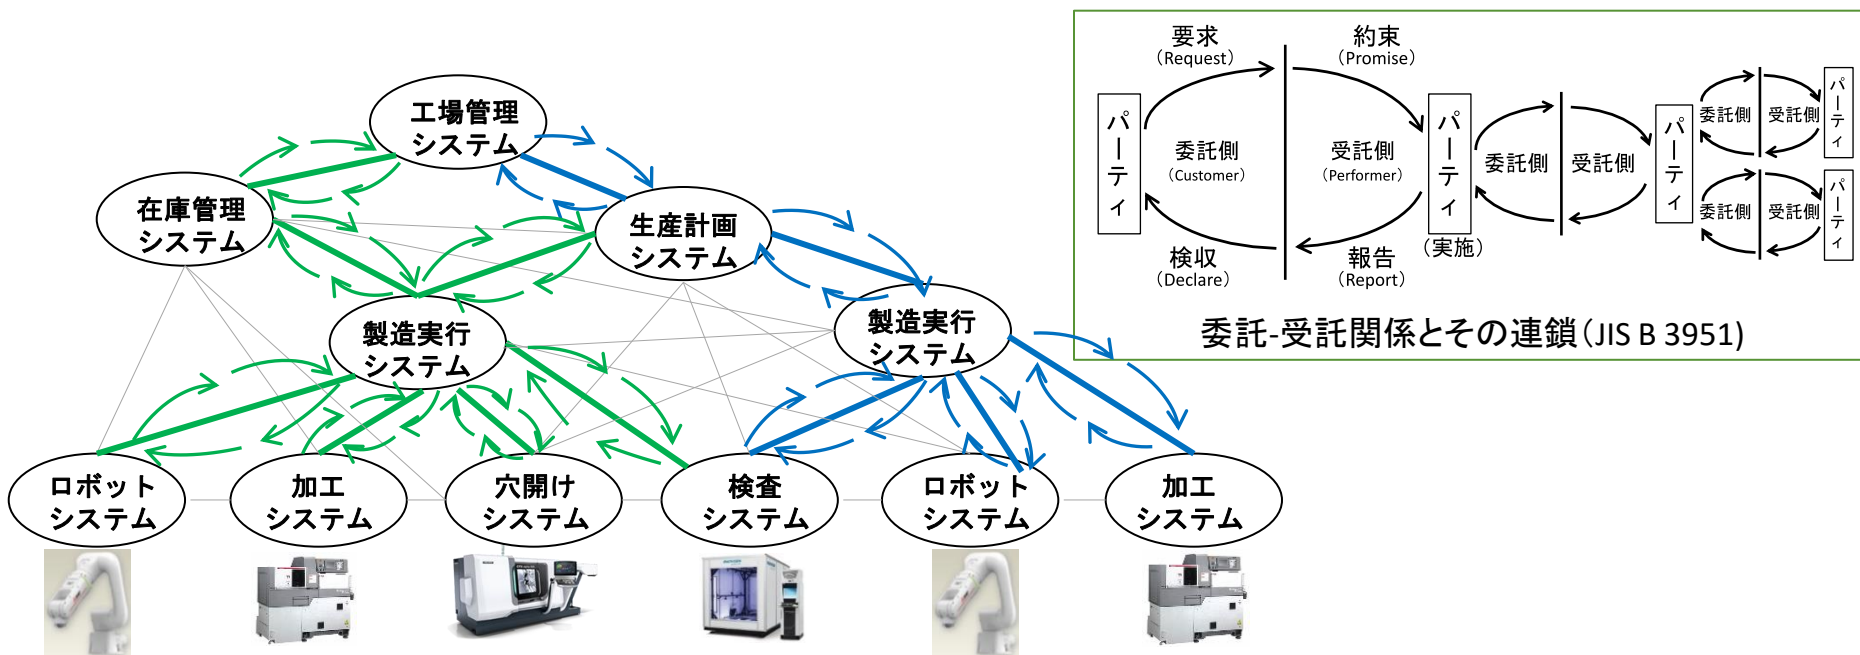 工場管理
システム
在庫管理
システム
生産計画
システム
製造実行
システム
製造実行
システム
ロボット
システム
加工
システム
穴開け
システム
検査
システム
ロボット
システム
加工
システム
要求
(Request)
約束
(Promise)
パーティ
委託側
(Customer)
受託側
(Performer)
パーティ
(実施)
検収
(Declare)
報告
(Report)
委託側
受託側
パーティ
委託側
受託側
パーティ
委託側
受託側
パーティ
委託-受託関係とその連鎖(JIS B 3951)